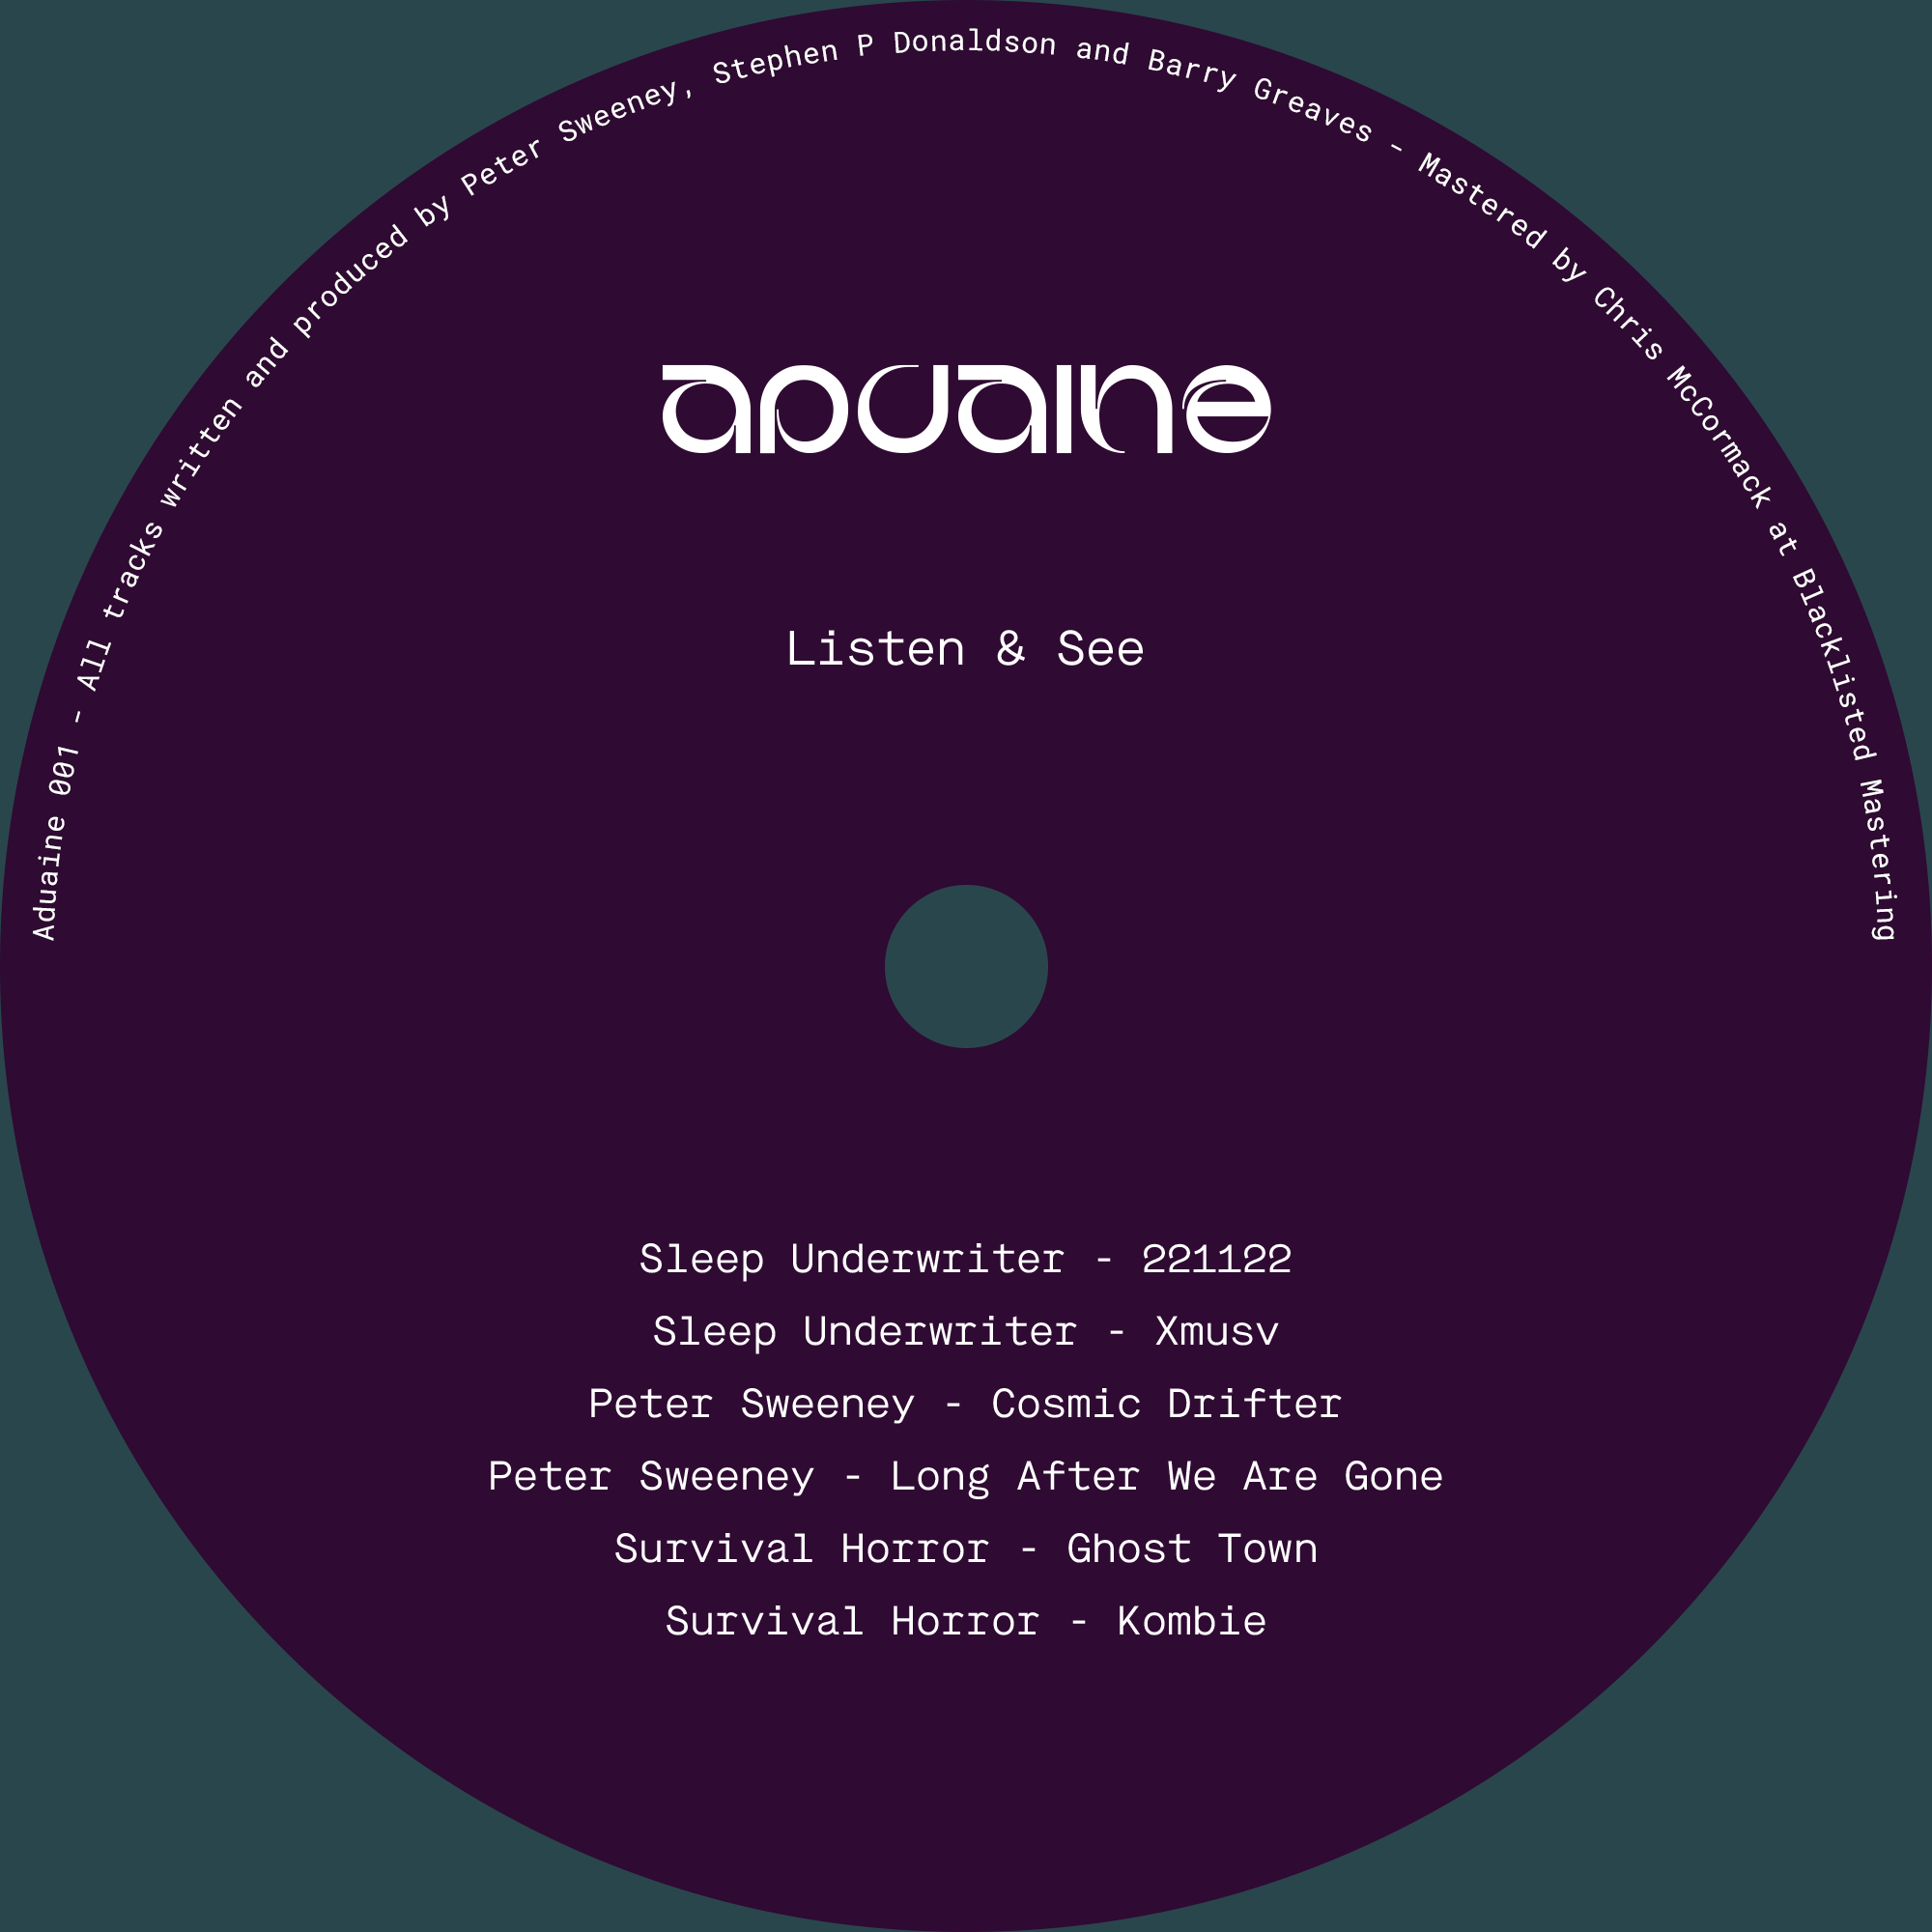 Aduaine 001 - All tracks written and produced by Peter Sweeney, Stephen P Donaldson and Barry Greaves - Mastered by Chris McCormack at Blacklisted Mastering
aduaine
Listen & See
Sleep Underwriter - 221122
Sleep Underwriter - Xmusv
Peter Sweeney - Cosmic Drifter
Peter Sweeney - Long After We Are Gone
Survival Horror - Ghost Town
Survival Horror - Kombie